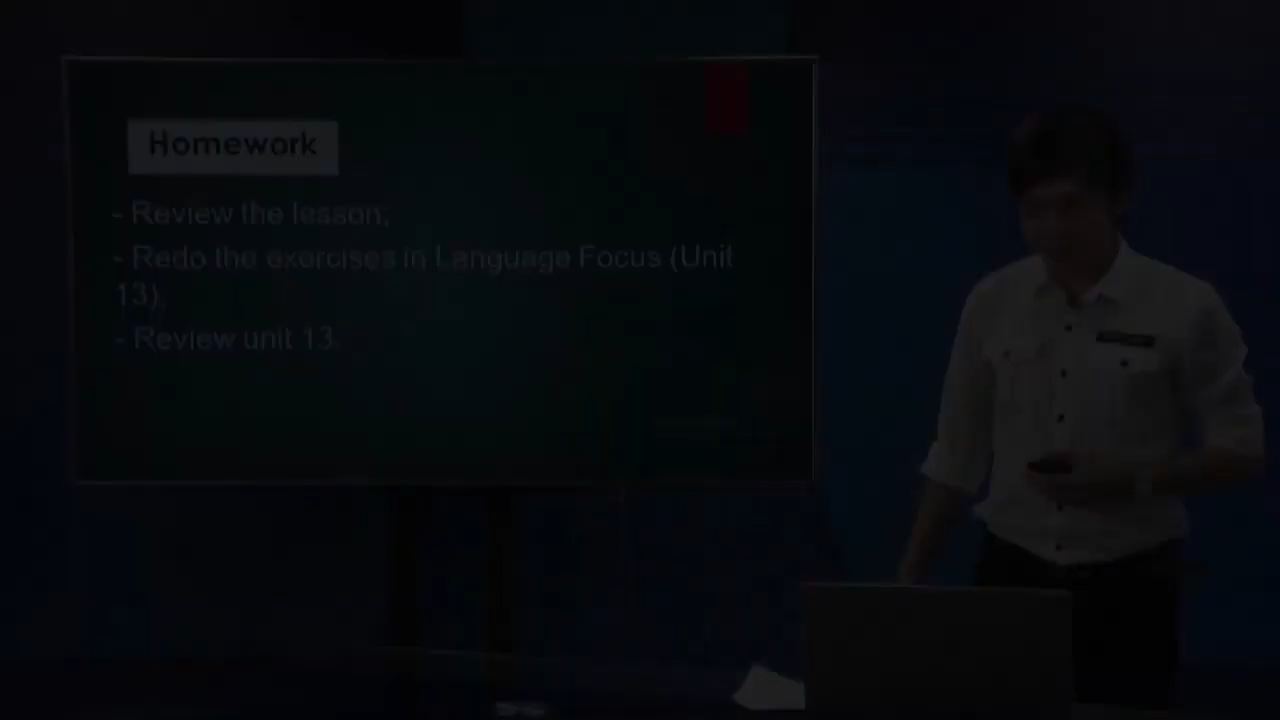 Homework
- Review the lesson;
- Redo the exercises in Language Focus (Unit
13)
- Review unit 13.